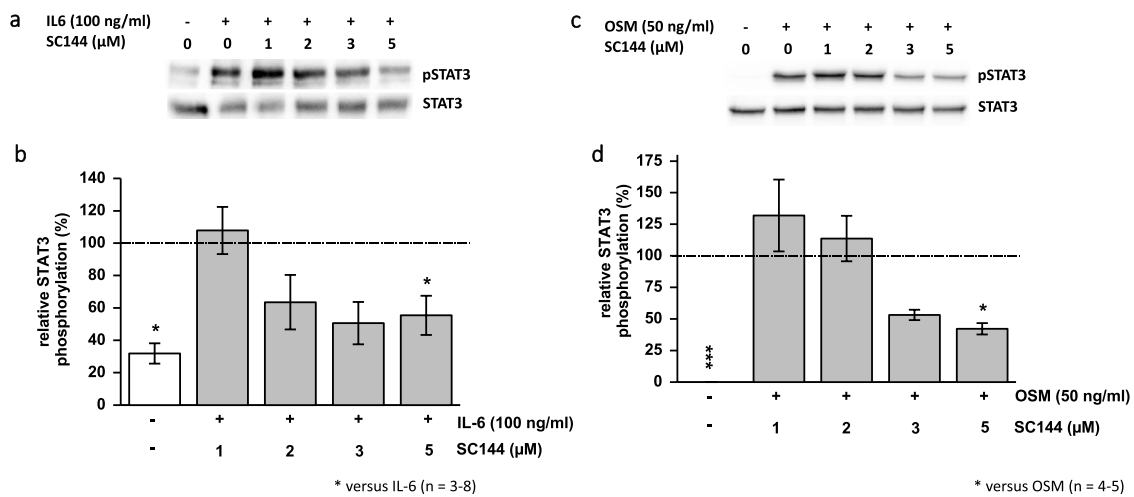 a
IL6 (100 ng/ml) - + + + + +
SC144 (µM) 0 0 1 2 3 5
pSTAT3
STAT3
b
relative STAT3
phosphorylation (%)
140
120
100
80
60
40
20
0
*
*
- + + + + IL-6 (100 ng/ml)
- 1 2 3 5 SC144 (µM)
* versus IL-6 (n = 3-8)
c
OSM (50 ng/ml) - + + + + +
SC144 (µM) 0 0 1 2 3 5
pSTAT3
STAT3
d
relative STAT3
phosphorylation (%)
175
150
125
100
75
50
25
0
***
*
- + + + + OSM (50 ng/ml)
- 1 2 3 5 SC144 (µM)
* versus OSM (n = 4-5)